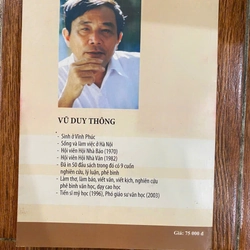 VŨ DUY THÔNG
- Sinh ở Vĩnh Phúc
- Sống và làm việc ở Hà Nội
- Hội viên Hội Nhà Báo (1970)
- Hội viên Hội Nhà Văn (1982)
- Đã in 50 đầu sách trong đó có 9 cuốn
nghiên cứu, lý luận, phê bình
- Làm thơ, làm báo, viết văn, viết kịch, nghiên cứu
phê bình văn học, dạy cao học
- Tiến sĩ mỹ học (1996), Phó giáo sư văn học (2003)
Giá: 75 000 đ